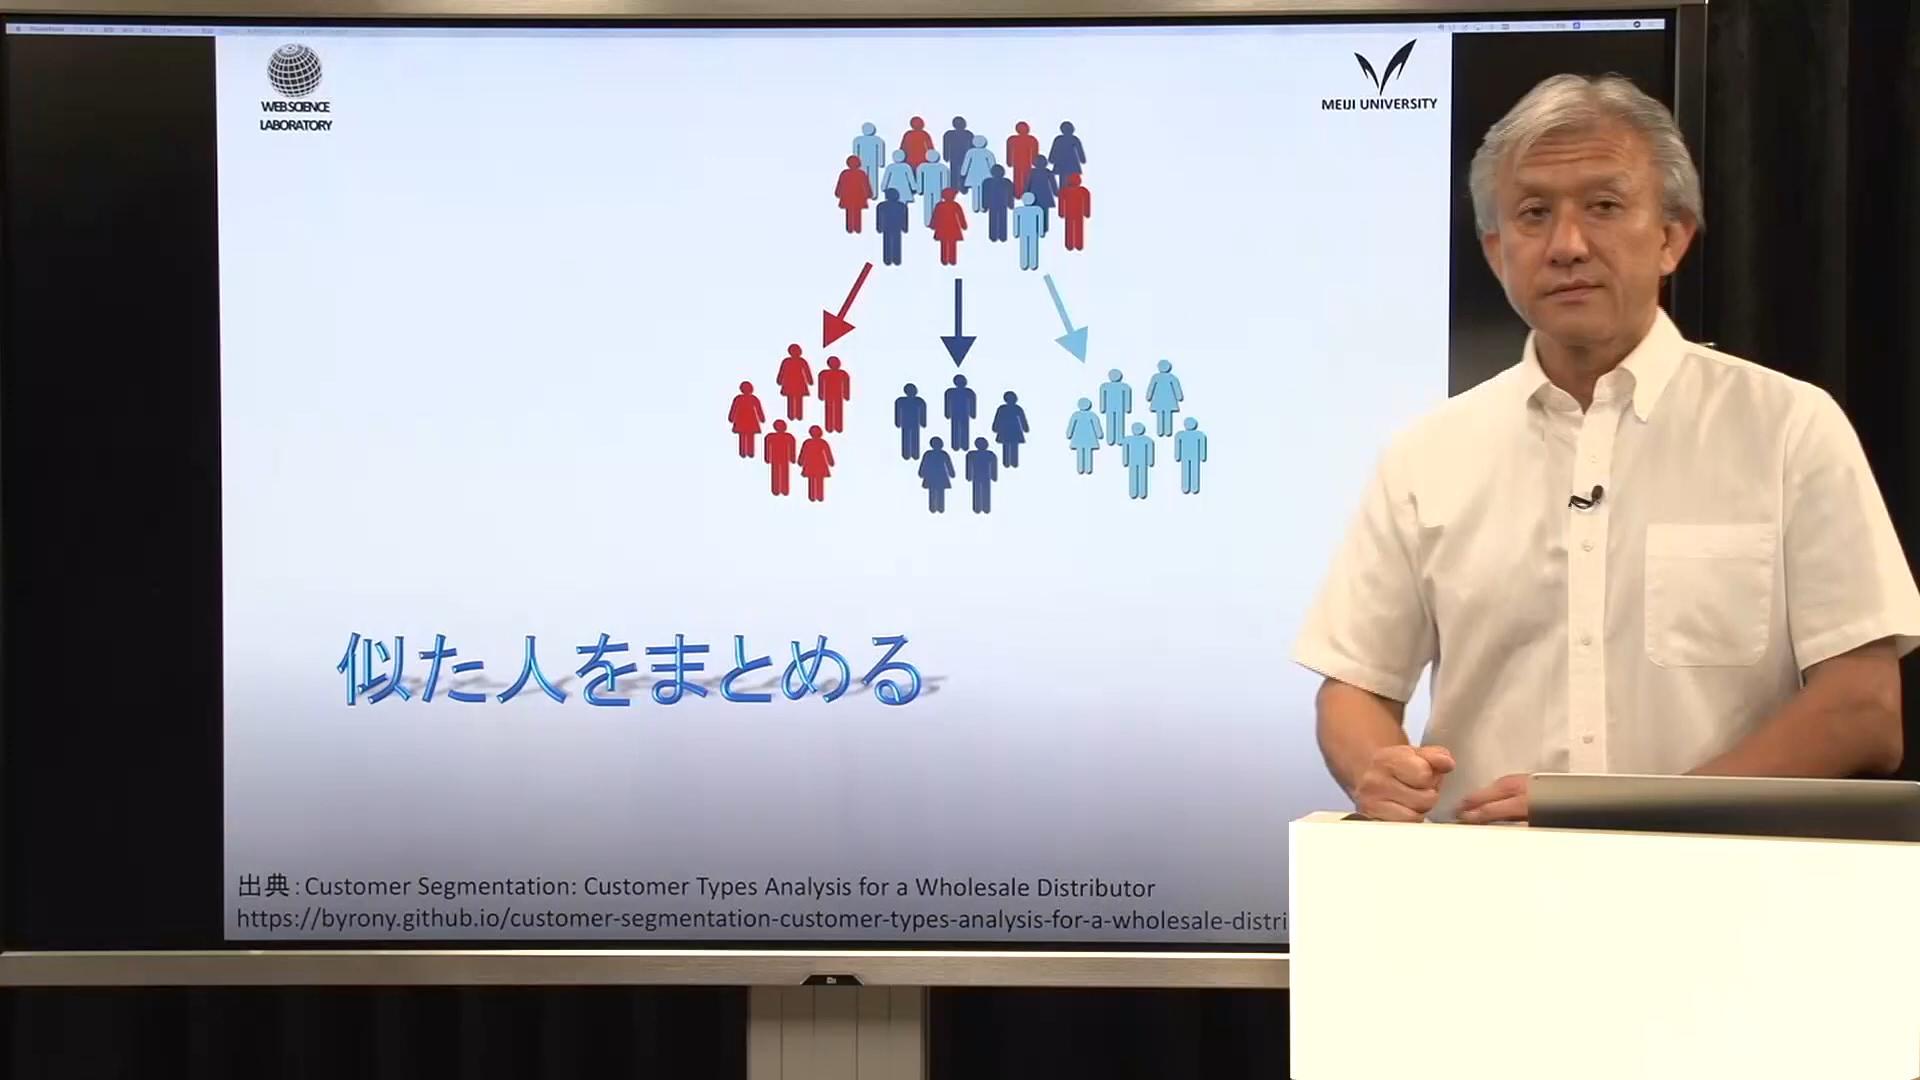 WEB SCIENCE
LABORATORY
MEIJI UNIVERSITY
似た人をまとめる
出典：Customer Segmentation: Customer Types Analysis for a Wholesale Distributor
https://byrony.github.io/customer-segmentation-customer-types-analysis-for-a-wholesale-distri